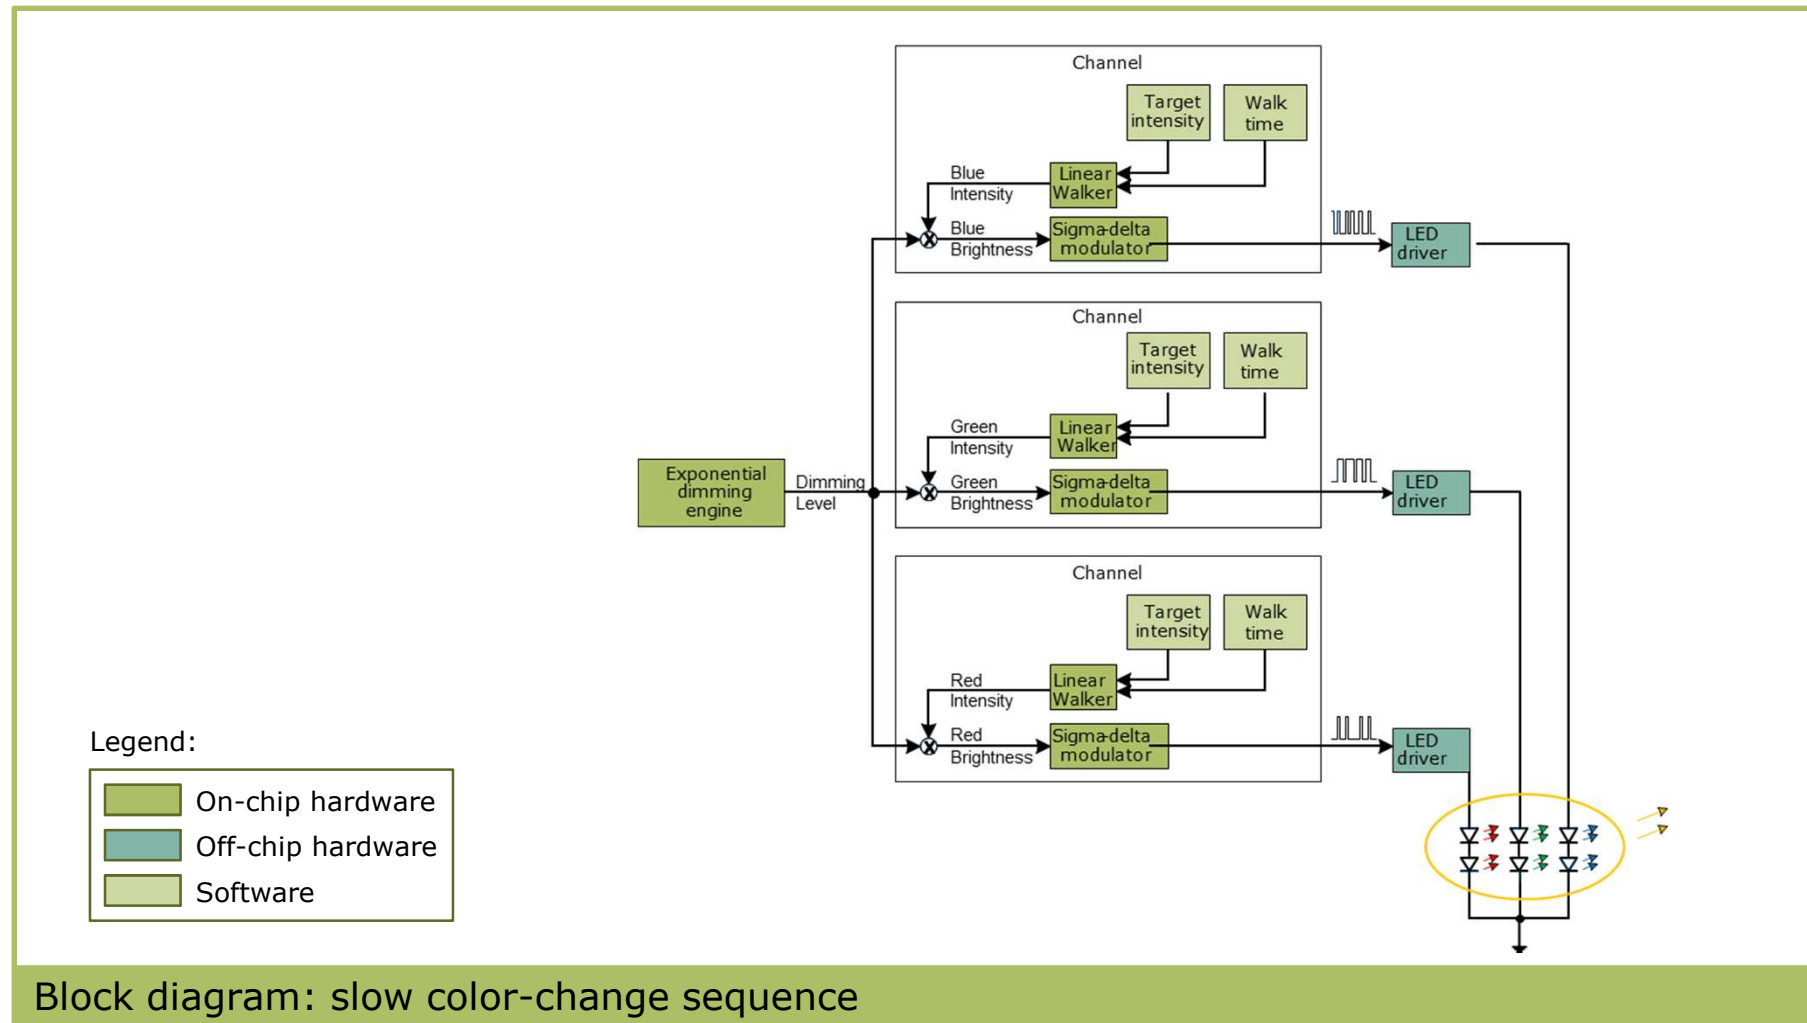 Channel
Target
intensity
Walk
time
Blue
Intensity
Linear
Walker
Blue
Brightness
Sigma-delta
modulator
LED
driver
Channel
Target
intensity
Walk
time
Green
Intensity
Linear
Walker
Exponential
dimming
engine
Dimming
Level
Green
Brightness
Sigma-delta
modulator
LED
driver
Channel
Target
intensity
Walk
time
Red
Intensity
Linear
Walker
Red
Brightness
Sigma-delta
modulator
LED
driver
Legend:
On-chip hardware
Off-chip hardware
Software
Block diagram: slow color-change sequence